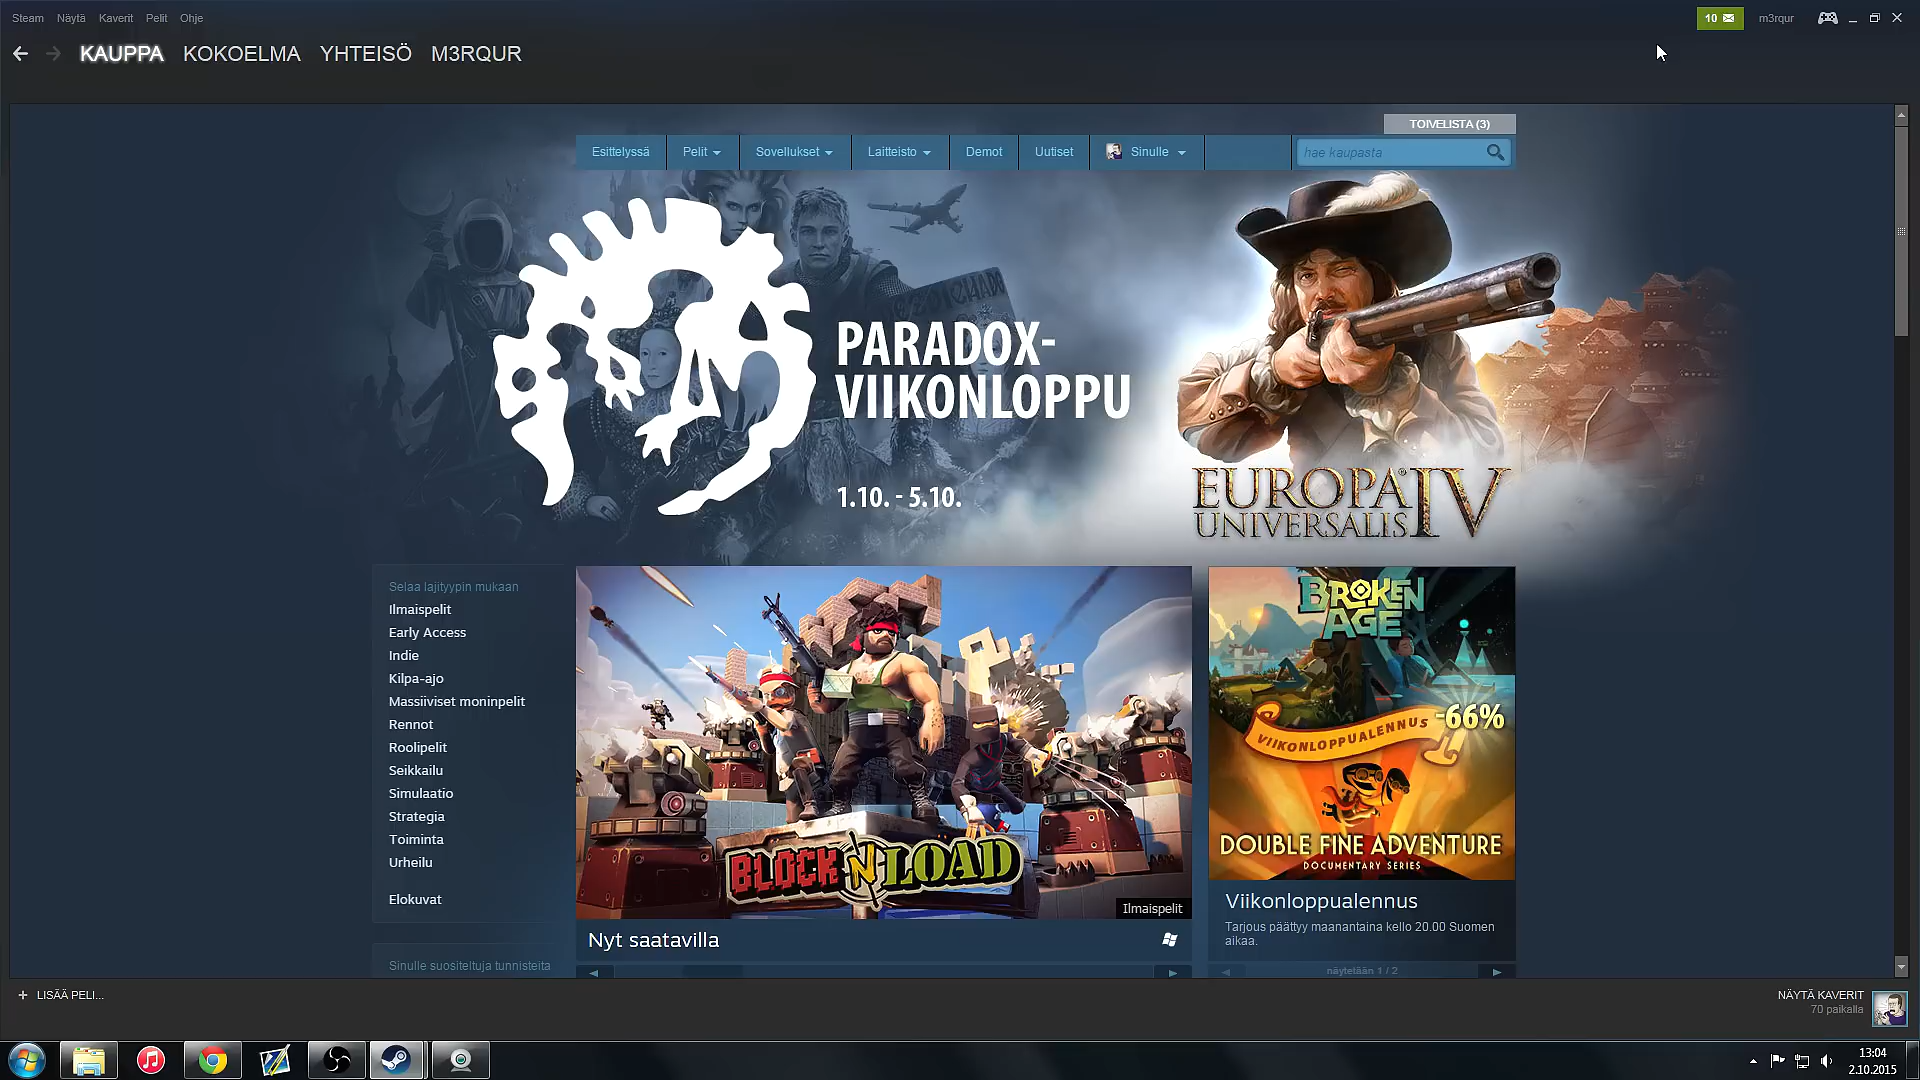 Steam Näytä Kaverit Pelit Ohje
10
m3rqur
KAUPPA KOKOELMA YHTEISÖ M3RQUR
TOIVELISTA (3)
Esittelyssä Pelit Sovellukset Laitteisto Demot Uutiset Sinulle
hae kaupasta
PARADOX-
VIIKONLOPPU
1.10. - 5.10.
EUROPA
UNIVERSALIS IV
Selaa lajityypin mukaan
Ilmaispelit
Early Access
Indie
Kilpa-ajo
Massiiviset moninpelit
Rennot
Roolipelit
Seikkailu
Simulaatio
Strategia
Toiminta
Urheilu
Elokuvat
Sinulle suositeltuja tunnisteita
BLOCK N LOAD
Ilmaispelit
Nyt saatavilla
BROKEN
AGE
VIIKONLOPPUALENNUS -66%
DOUBLE FINE ADVENTURE
DOCUMENTARY SERIES
Viikonloppualennus
Tarjous päättyy maanantaina kello 20.00 Suomen
aikaa.
näytetään 1 / 2
+ LISÄÄ PELI...
NÄYTÄ KAVERIT
70 paikalla
13:04
2.10.2015